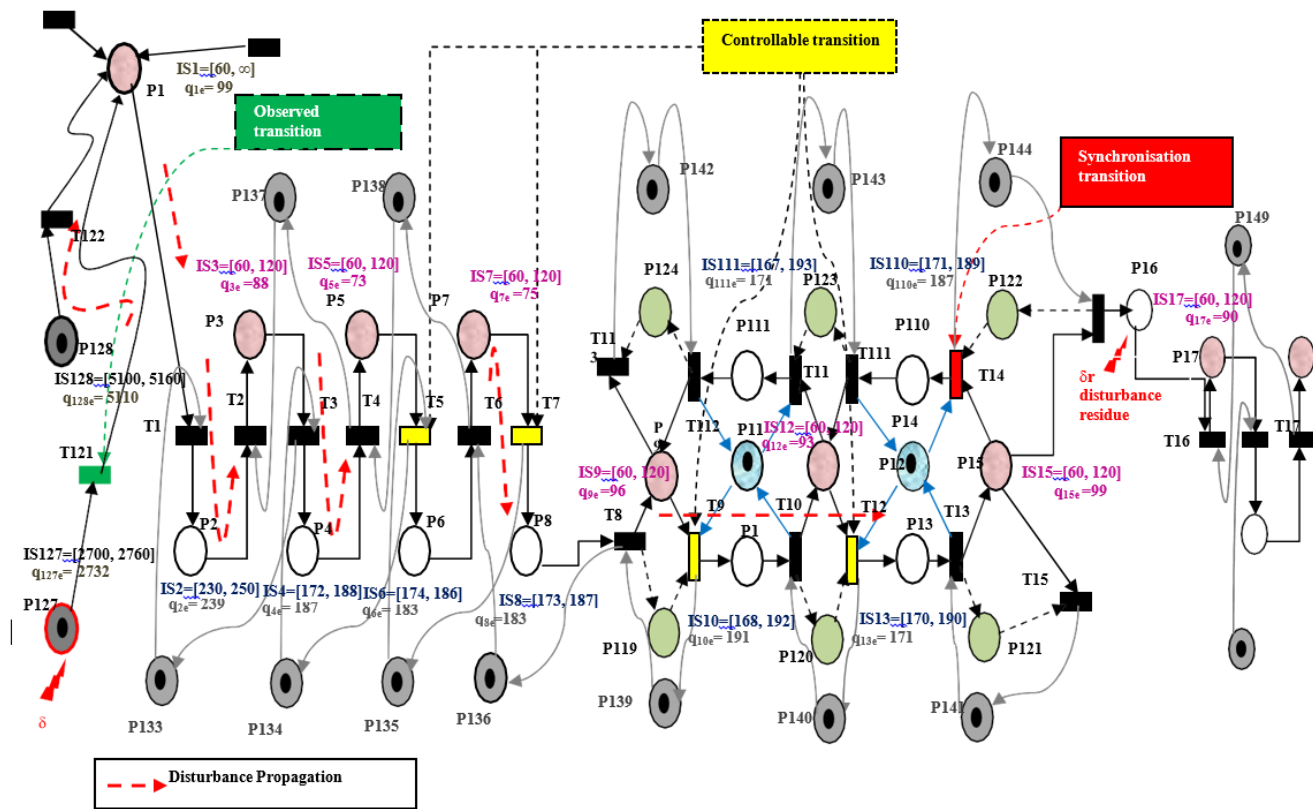 Controllable transition
IS1=[60, ∞]
q1e = 99
P1
Observed
transition
P142
P143
P144
Synchronisation
transition
P137
P138
P149
T122
IS3=[60, 120]
q3e = 88
IS5=[60, 120]
q5e = 73
IS7=[60, 120]
q7e = 75
P124
IS111=[167, 193]
q111e = 171
P123
IS110=[171, 189]
q110e = 187
P122
P16
IS17=[60, 120]
q17e = 90
P3
P5
P7
P111
P110
P128
T11
3
T111
T11
T14
P17
δr
disturbance
residue
IS128=[5100, 5160]
q128e = 5110
T1
T2
T3
T4
T5
T6
T7
T112
P11
IS12=[60, 120]
q12e = 93
P14
T16
T17
T121
P
9
IS9=[60, 120]
q9e = 96
P12
P15
IS15=[60, 120]
q15e = 99
T8
T9
T10
T12
T13
P2
P4
P6
P8
P1
P13
IS127=[2700, 2760]
q127e = 2732
IS2=[230, 250]
q2e = 239
IS4=[172, 188]
q4e = 187
IS6=[174, 186]
q6e = 183
IS8=[173, 187]
q8e = 183
T15
P127
IS10=[168, 192]
q10e = 191
IS13=[170, 190]
q13e = 171
P119
P120
P121
δ
P133
P134
P135
P136
P139
P140
P141
Disturbance Propagation